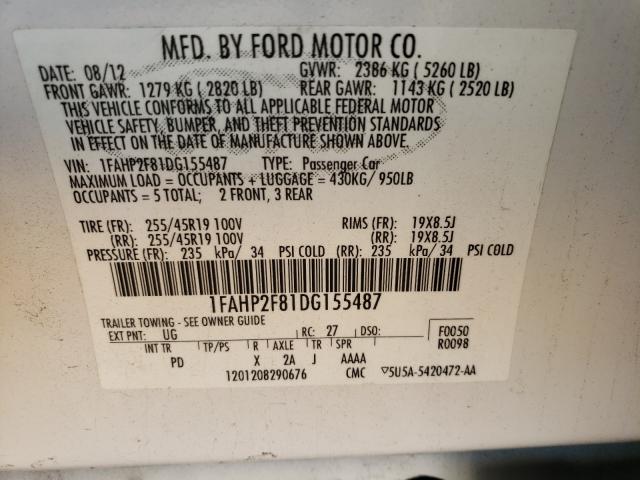 MFD. BY FORD MOTOR CO.
DATE: 08/12 GVWR: 2386 KG ( 5260 LB)
FRONT GAWR: 1279 KG ( 2820 LB) REAR GAWR: 1143 KG ( 2520 LB)
THIS VEHICLE CONFORMS TO ALL APPLICABLE FEDERAL MOTOR
VEHICLE SAFETY, BUMPER, AND THEFT PREVENTION STANDARDS
IN EFFECT ON THE DATE OF MANUFACTURE SHOWN ABOVE.
VIN: 1FAHP2F81DG155487 TYPE: Passenger Car
MAXIMUM LOAD = OCCUPANTS + LUGGAGE = 430KG/ 950LB
OCCUPANTS = 5 TOTAL; 2 FRONT, 3 REAR
TIRE (FR): 255/45R19 100V RIMS (FR): 19X8.5J
(RR): 255/45R19 100V (RR): 19X8.5J
PRESSURE (FR): 235 kPa/ 34 PSI COLD (RR): 235 kPa/ 34 PSI COLD
1FAHP2F81DG155487
TRAILER TOWING - SEE OWNER GUIDE
EXT PNT: UG RC: 27 DSO: F0050
R0098
INT TR TP/PS R AXLE TR SPR
PD X 2A J AAAA
1201208290676 CMC ▽5U5A-5420472-AA